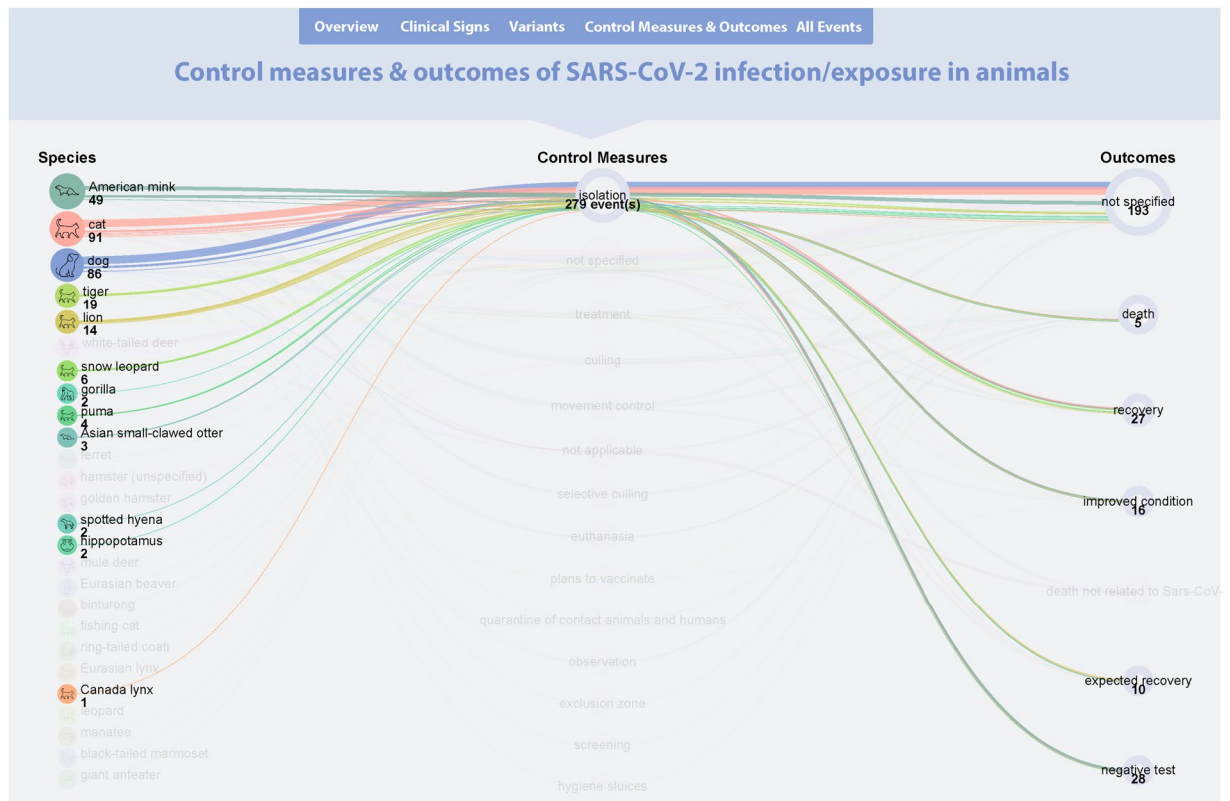 Overview Clinical Signs Variants Control Measures & Outcomes All Events
Control measures & outcomes of SARS-CoV-2 infection/exposure in animals
Species
American mink
49
cat
91
dog
86
tiger
19
lion
14
white-tailed deer
snow leopard
6
gorilla
2
puma
4
Asian small-clawed otter
3
ferret
hamster (unspecified)
golden hamster
spotted hyena
2
hippopotamus
2
mule deer
Eurasian beaver
binturong
fishing cat
ring-tailed coati
Eurasian lynx
Canada lynx
1
leopard
manatee
black-tailed marmoset
giant anteater
Control Measures
isolation
279 event(s)
not specified
treatment
culling
movement control
not applicable
selective culling
euthanasia
plans to vaccinate
quarantine of contact animals and humans
observation
exclusion zone
screening
hygiene sluices
Outcomes
not specified
193
death
5
recovery
27
improved condition
16
death not related to Sars-CoV-
expected recovery
10
negative test
28